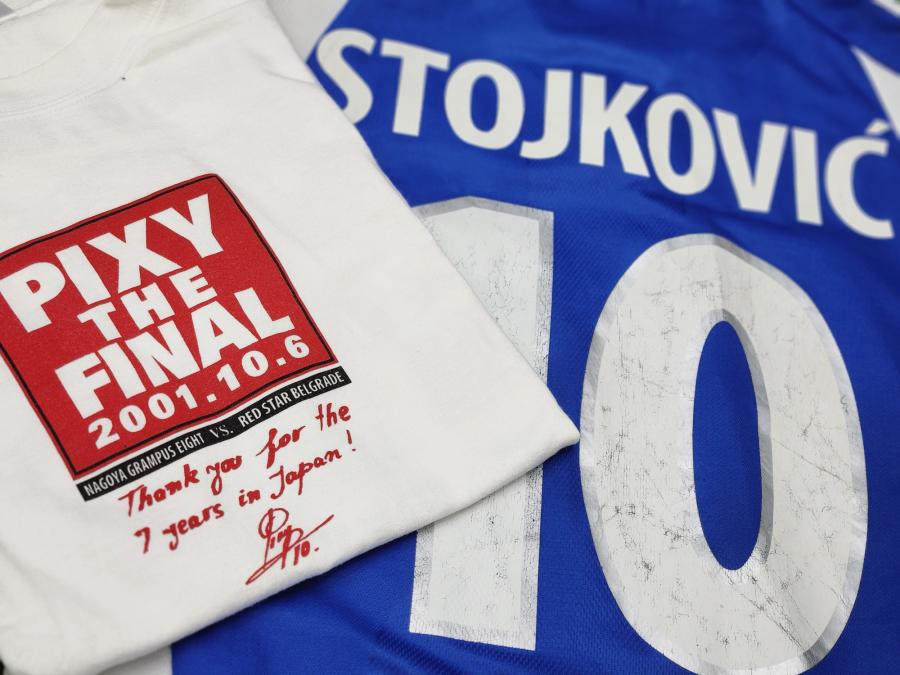 PIXY
THE
FINAL
2001.10.6
NAGOYA GRAMPUS EIGHT VS. RED STAR BELGRADE
Thank you for the
7 years in Japan!
10.
STOJKOVIĆ
10